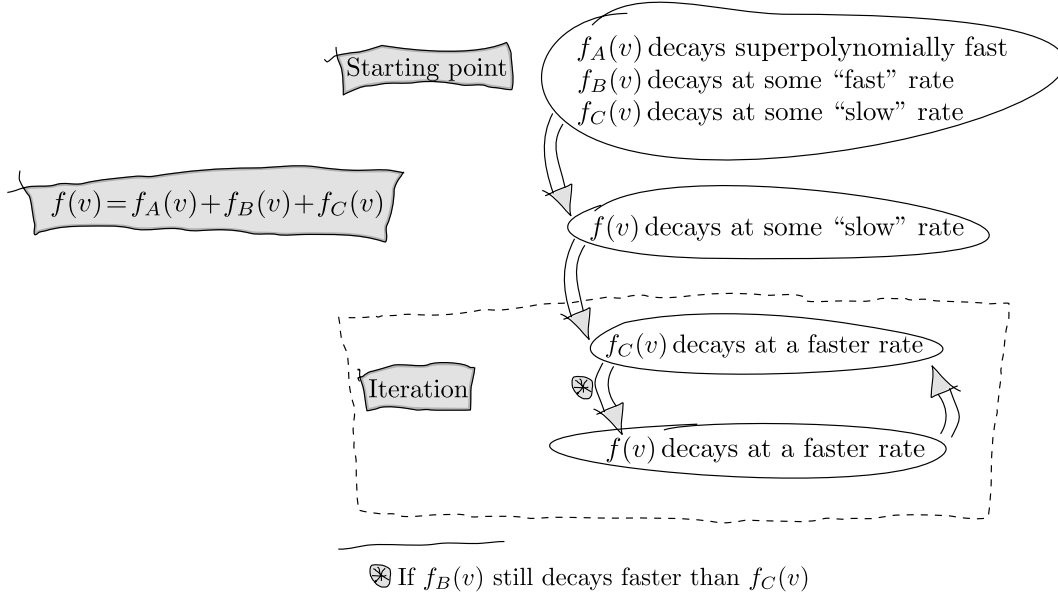 Starting point
f_A(v) decays superpolynomially fast
f_B(v) decays at some “fast” rate
f_C(v) decays at some “slow” rate
f(v)=f_A(v)+f_B(v)+f_C(v)
f(v) decays at some “slow” rate
f_C(v) decays at a faster rate
Iteration
f(v) decays at a faster rate
If f_B(v) still decays faster than f_C(v)